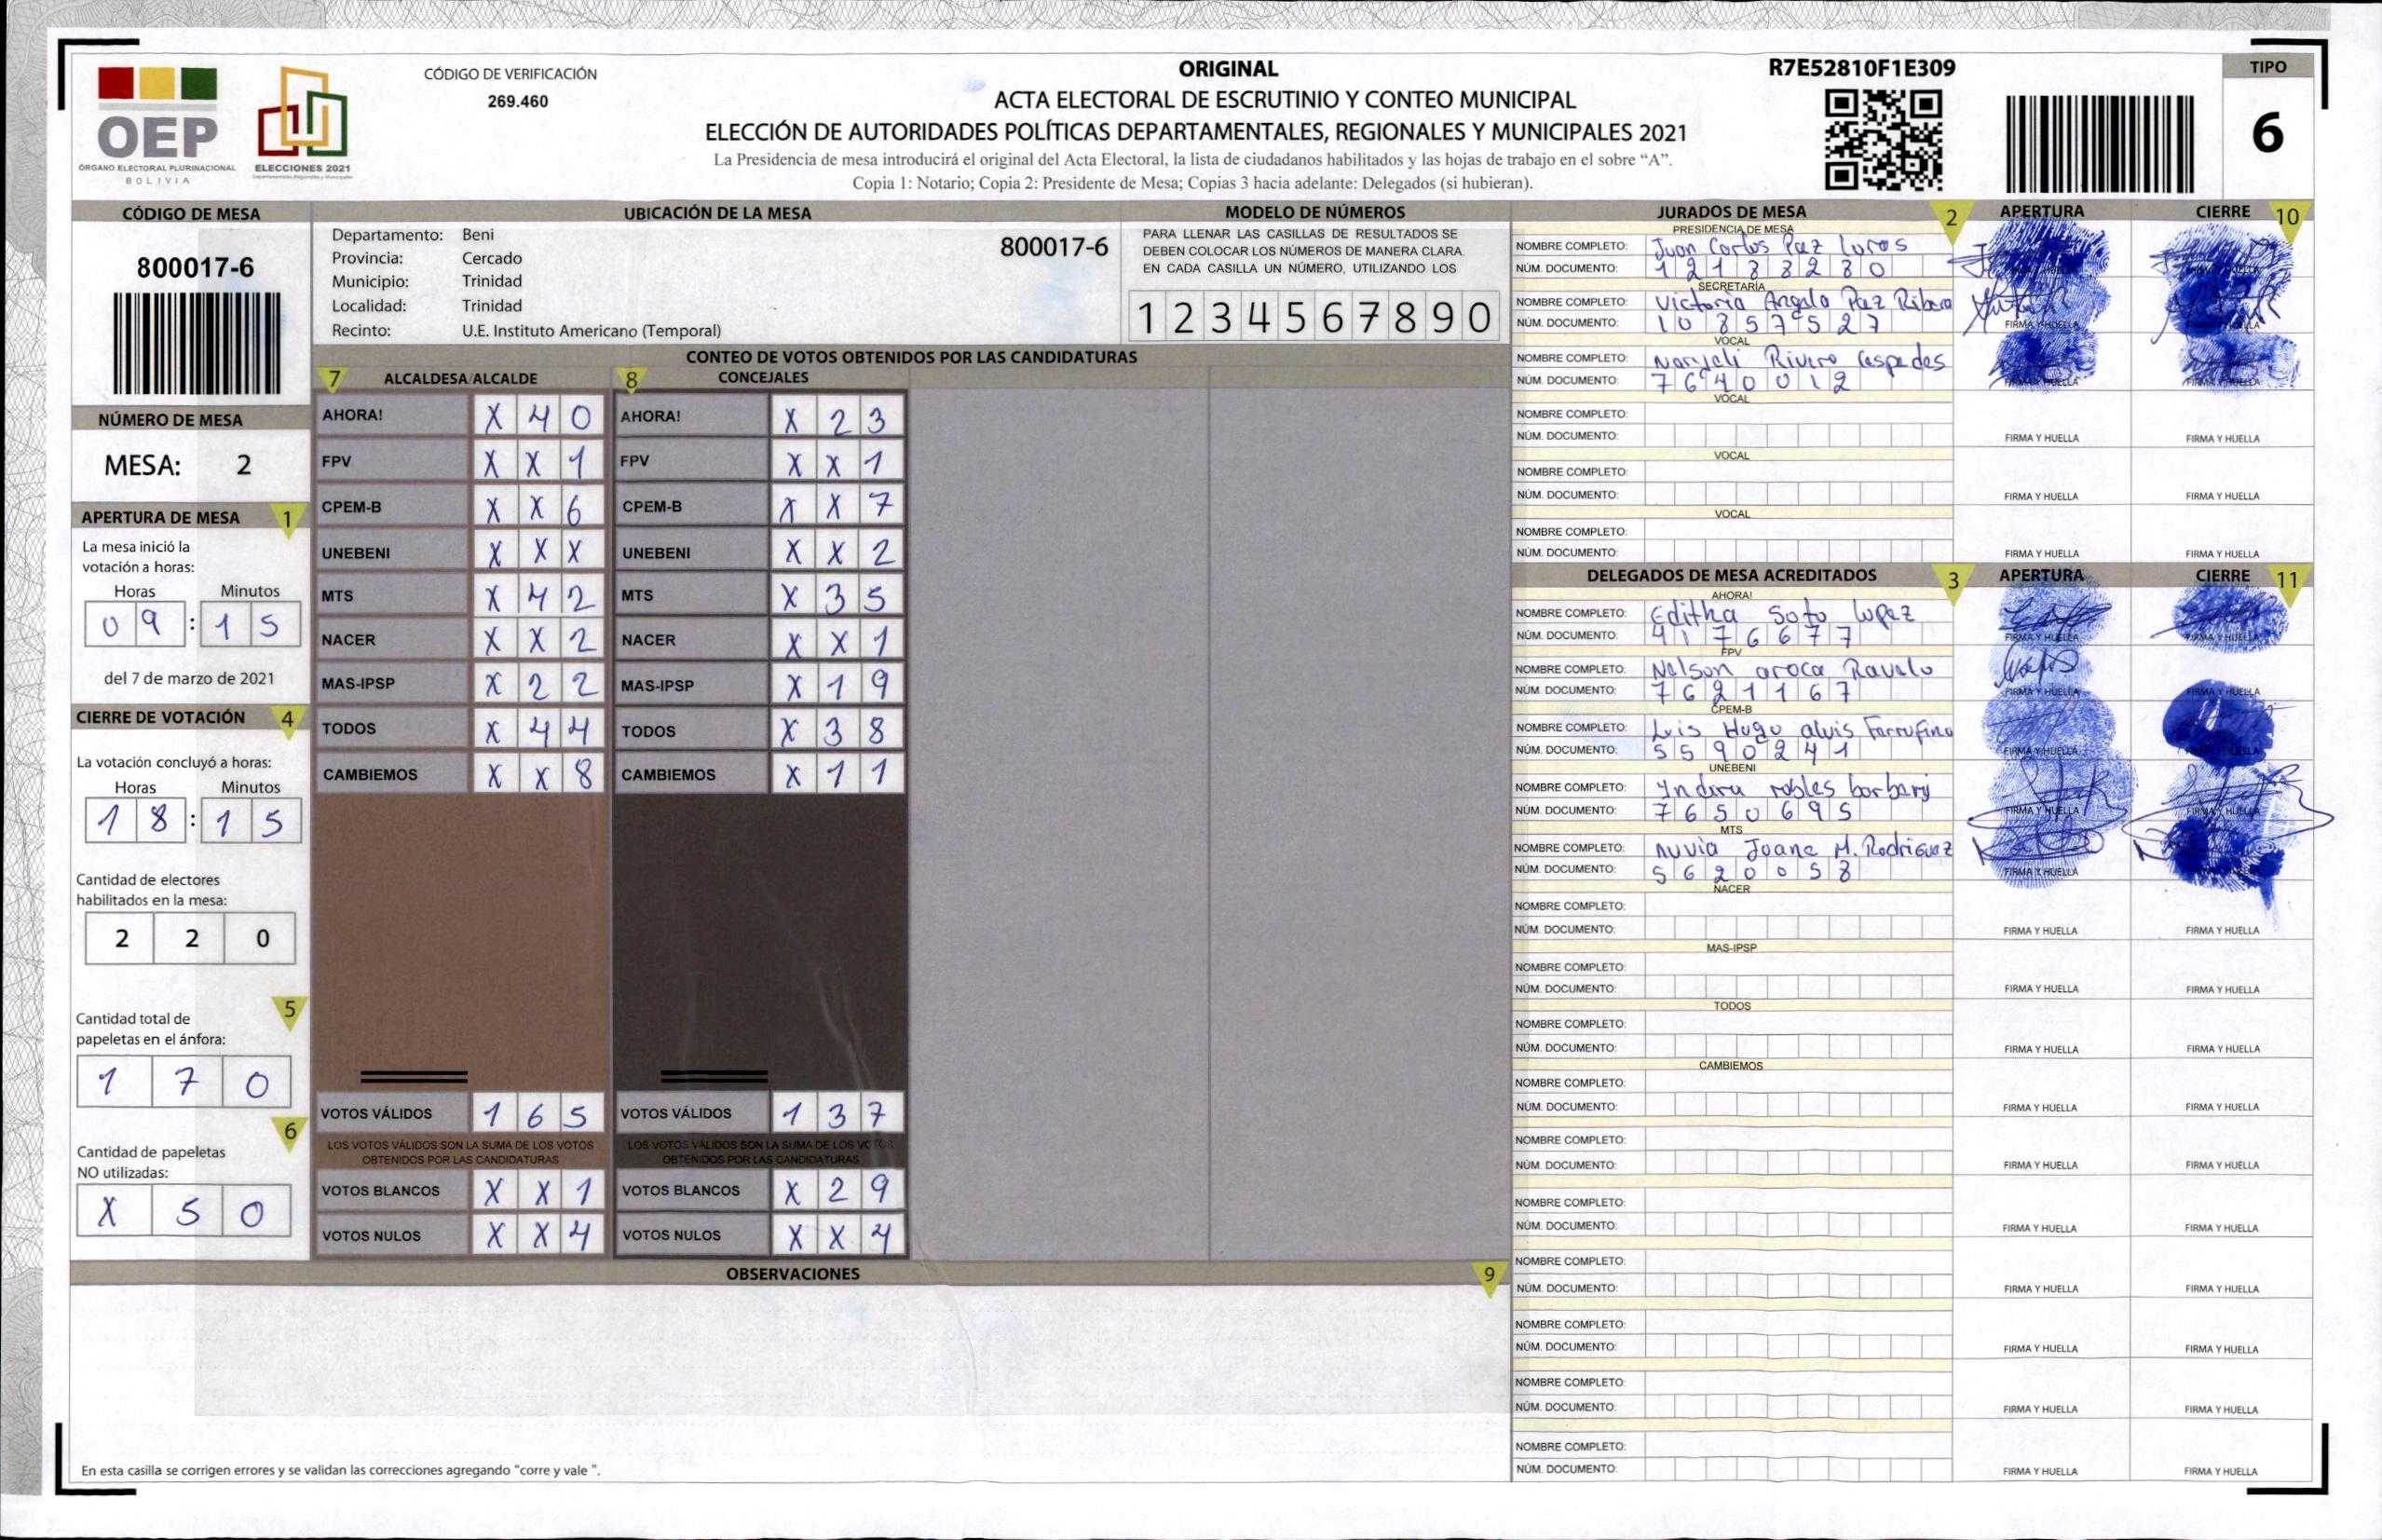 ORIGINAL
R7E52810F1E309
TIPO
6
OEP
ÓRGANO ELECTORAL PLURINACIONAL
BOLIVIA
ELECCIONES 2021
CÓDIGO DE VERIFICACIÓN
269.460
ACTA ELECTORAL DE ESCRUTINIO Y CONTEO MUNICIPAL
ELECCIÓN DE AUTORIDADES POLÍTICAS DEPARTAMENTALES, REGIONALES Y MUNICIPALES 2021
La Presidencia de mesa introducirá el original del Acta Electoral, la lista de ciudadanos habilitados y las hojas de trabajo en el sobre “A”.
Copia 1: Notario; Copia 2: Presidente de Mesa; Copias 3 hacia adelante: Delegados (si hubieran).
CÓDIGO DE MESA
800017-6
NÚMERO DE MESA
MESA: 2
APERTURA DE MESA 1
La mesa inició la
votación a horas:
Horas Minutos
0 9 : 1 5
del 7 de marzo de 2021
CIERRE DE VOTACIÓN 4
La votación concluyó a horas:
Horas Minutos
1 8 : 1 5
Cantidad de electores
habilitados en la mesa:
2 2 0
5
Cantidad total de
papeletas en el ánfora:
1 7 0
6
Cantidad de papeletas
NO utilizadas:
X 5 0
UBICACIÓN DE LA MESA
Departamento: Beni
800017-6
Provincia: Cercado
Municipio: Trinidad
Localidad: Trinidad
Recinto: U.E. Instituto Americano (Temporal)
MODELO DE NÚMEROS
PARA LLENAR LAS CASILLAS DE RESULTADOS SE
DEBEN COLOCAR LOS NÚMEROS DE MANERA CLARA
EN CADA CASILLA UN NÚMERO, UTILIZANDO LOS
1 2 3 4 5 6 7 8 9 0
CONTEO DE VOTOS OBTENIDOS POR LAS CANDIDATURAS
7 ALCALDESA/ALCALDE 8 CONCEJALES
AHORA! X 4 0 AHORA! X 2 3
FPV X X 1 FPV X X 1
CPEM-B X X 6 CPEM-B X X 7
UNEBENI X X X UNEBENI X X 2
MTS X 4 2 MTS X 3 5
NACER X X 2 NACER X X 1
MAS-IPSP X 2 2 MAS-IPSP X 1 9
TODOS X 4 4 TODOS X 3 8
CAMBIEMOS X X 8 CAMBIEMOS X 1 1
VOTOS VÁLIDOS 1 6 5 VOTOS VÁLIDOS 1 3 7
LOS VOTOS VÁLIDOS SON LA SUMA DE LOS VOTOS LOS VOTOS VÁLIDOS SON LA SUMA DE LOS VOTOS
OBTENIDOS POR LAS CANDIDATURAS OBTENIDOS POR LAS CANDIDATURAS
VOTOS BLANCOS X X 1 VOTOS BLANCOS X 2 9
VOTOS NULOS X X 4 VOTOS NULOS X X 4
OBSERVACIONES 9
En esta casilla se corrigen errores y se validan las correcciones agregando “corre y vale ”.
JURADOS DE MESA 2 APERTURA CIERRE 10
PRESIDENCIA DE MESA
NOMBRE COMPLETO: Juan Carlos Paz
NÚM. DOCUMENTO: 1 2 1 8 8 2 8 0
SECRETARÍA
NOMBRE COMPLETO: Victoria Angela Paz Ribera
NÚM. DOCUMENTO: 1 0 8 5 7 5 2 7 FIRMA Y HUELLA
VOCAL
NOMBRE COMPLETO: Naryeli Rivero Cespedes
NÚM. DOCUMENTO: 7 6 4 0 0 1 2 FIRMA Y HUELLA FIRMA Y HUELLA
VOCAL
NOMBRE COMPLETO:
NÚM. DOCUMENTO: FIRMA Y HUELLA FIRMA Y HUELLA
VOCAL
NOMBRE COMPLETO:
NÚM. DOCUMENTO: FIRMA Y HUELLA FIRMA Y HUELLA
VOCAL
NOMBRE COMPLETO:
NÚM. DOCUMENTO: FIRMA Y HUELLA FIRMA Y HUELLA
DELEGADOS DE MESA ACREDITADOS 3 APERTURA CIERRE 11
AHORA!
NOMBRE COMPLETO: Editha Soto Lopez
NÚM. DOCUMENTO: 4 1 7 6 6 7 7 FIRMA Y HUELLA FIRMA Y HUELLA
FPV
NOMBRE COMPLETO: Nelson aroca Ravelo
NÚM. DOCUMENTO: 7 6 2 1 1 6 7 FIRMA Y HUELLA FIRMA Y HUELLA
CPEM-B
NOMBRE COMPLETO: Luis Hugo alvis Farrufino
NÚM. DOCUMENTO: 5 5 9 0 2 4 1 FIRMA Y HUELLA
UNEBENI
NOMBRE COMPLETO: Yndira robles barbery
NÚM. DOCUMENTO: 7 6 5 0 6 9 5 FIRMA Y HUELLA FIRMA Y HUELLA
MTS
NOMBRE COMPLETO: Nuvia Joana M. Rodriguez
NÚM. DOCUMENTO: 5 6 2 0 0 5 8 FIRMA Y HUELLA FIRMA Y HUELLA
NACER
NOMBRE COMPLETO:
NÚM. DOCUMENTO: FIRMA Y HUELLA FIRMA Y HUELLA
MAS-IPSP
NOMBRE COMPLETO:
NÚM. DOCUMENTO: FIRMA Y HUELLA FIRMA Y HUELLA
TODOS
NOMBRE COMPLETO:
NÚM. DOCUMENTO: FIRMA Y HUELLA FIRMA Y HUELLA
CAMBIEMOS
NOMBRE COMPLETO:
NÚM. DOCUMENTO: FIRMA Y HUELLA FIRMA Y HUELLA
NOMBRE COMPLETO:
NÚM. DOCUMENTO: FIRMA Y HUELLA FIRMA Y HUELLA
NOMBRE COMPLETO:
NÚM. DOCUMENTO: FIRMA Y HUELLA FIRMA Y HUELLA
NOMBRE COMPLETO:
NÚM. DOCUMENTO: FIRMA Y HUELLA FIRMA Y HUELLA
NOMBRE COMPLETO:
NÚM. DOCUMENTO: FIRMA Y HUELLA FIRMA Y HUELLA
NOMBRE COMPLETO:
NÚM. DOCUMENTO: FIRMA Y HUELLA FIRMA Y HUELLA
NOMBRE COMPLETO:
NÚM. DOCUMENTO: FIRMA Y HUELLA FIRMA Y HUELLA